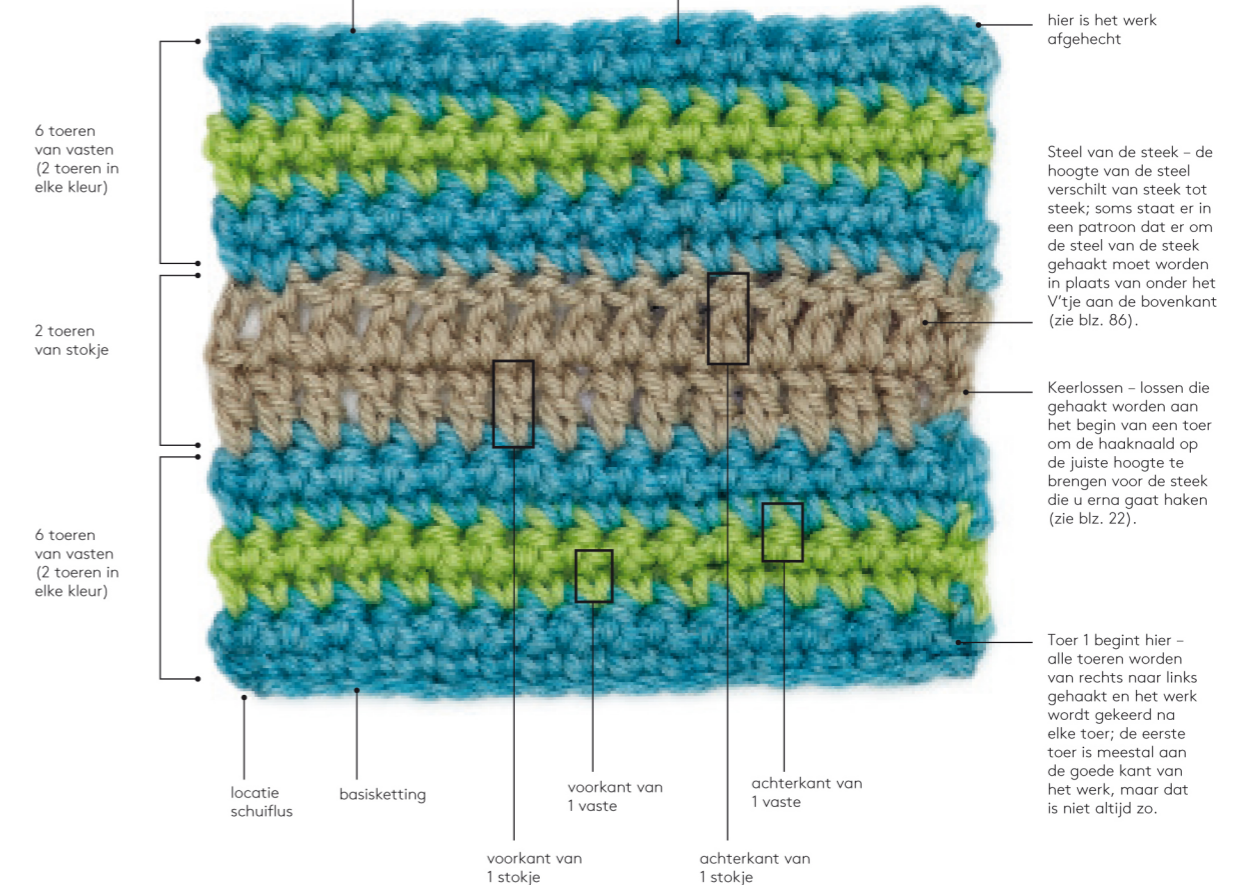 hier is het werk
afgehecht
6 toeren
van vasten
(2 toeren in
elke kleur)
Steel van de steek – de
hoogte van de steel
verschilt van steek tot
steek; soms staat er in
een patroon dat er om
de steel van de steek
gehaakt moet worden
in plaats van onder het
V'tje aan de bovenkant
(zie blz. 86).
2 toeren
van stokje
Keerlossen – lossen die
gehaakt worden aan
het begin van een toer
om de haaknaald op
de juiste hoogte te
brengen voor de steek
die u erna gaat haken
(zie blz. 22).
6 toeren
van vasten
(2 toeren in
elke kleur)
Toer 1 begint hier –
alle toeren worden
van rechts naar links
gehaakt en het werk
wordt gekeerd na
elke toer; de eerste
toer is meestal aan
de goede kant van
het werk, maar dat
is niet altijd zo.
locatie
schuiflus
basisketting
voorkant van
1 vaste
achterkant van
1 vaste
voorkant van
1 stokje
achterkant van
1 stokje